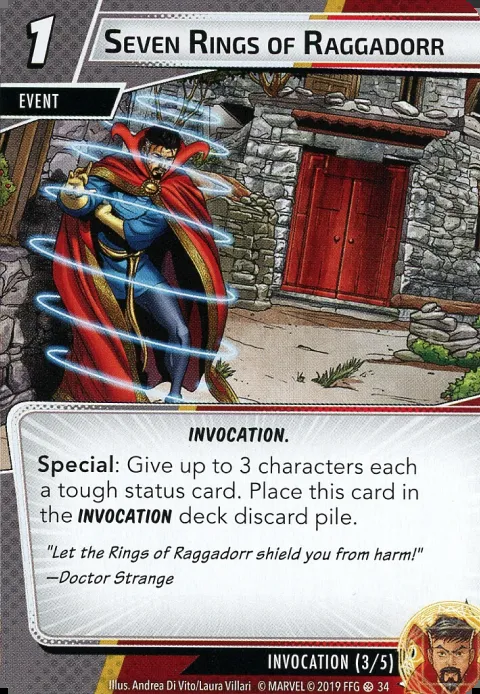 1
SEVEN RINGS OF RAGGADORR
EVENT
INVOCATION.
Special: Give up to 3 characters each
a tough status card. Place this card in
the INVOCATION deck discard pile.
"Let the Rings of Raggadorr shield you from harm!"
—Doctor Strange
INVOCATION (3/5)
Illus. Andrea Di Vito/Laura Villari © MARVEL © 2019 FFG 34